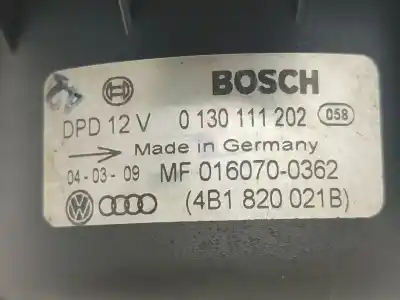 BOSCH
DPD 12 V 0 130 111 202 058
Made in Germany
04-03-09 MF 016070-0362
(4B1 820 021B)